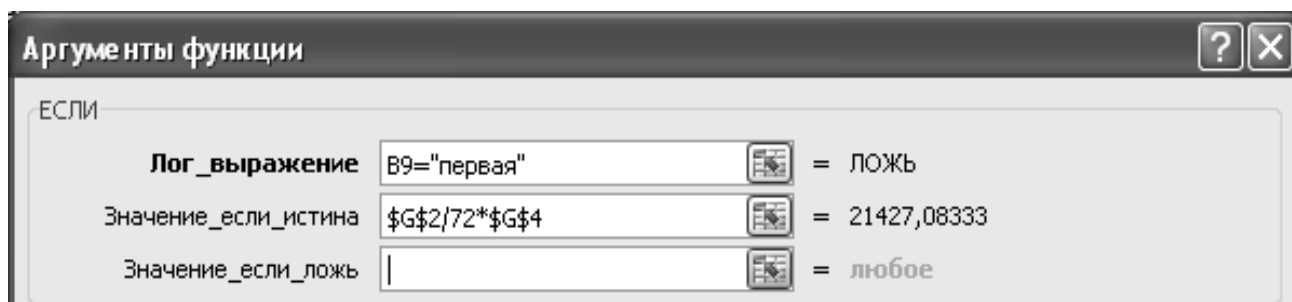 Аргументы функции
ЕСЛИ
Лог_выражение B9="первая" = ЛОЖЬ
Значение_если_истина $G$2/72*$G$4 = 21427,08333
Значение_если_ложь = любое